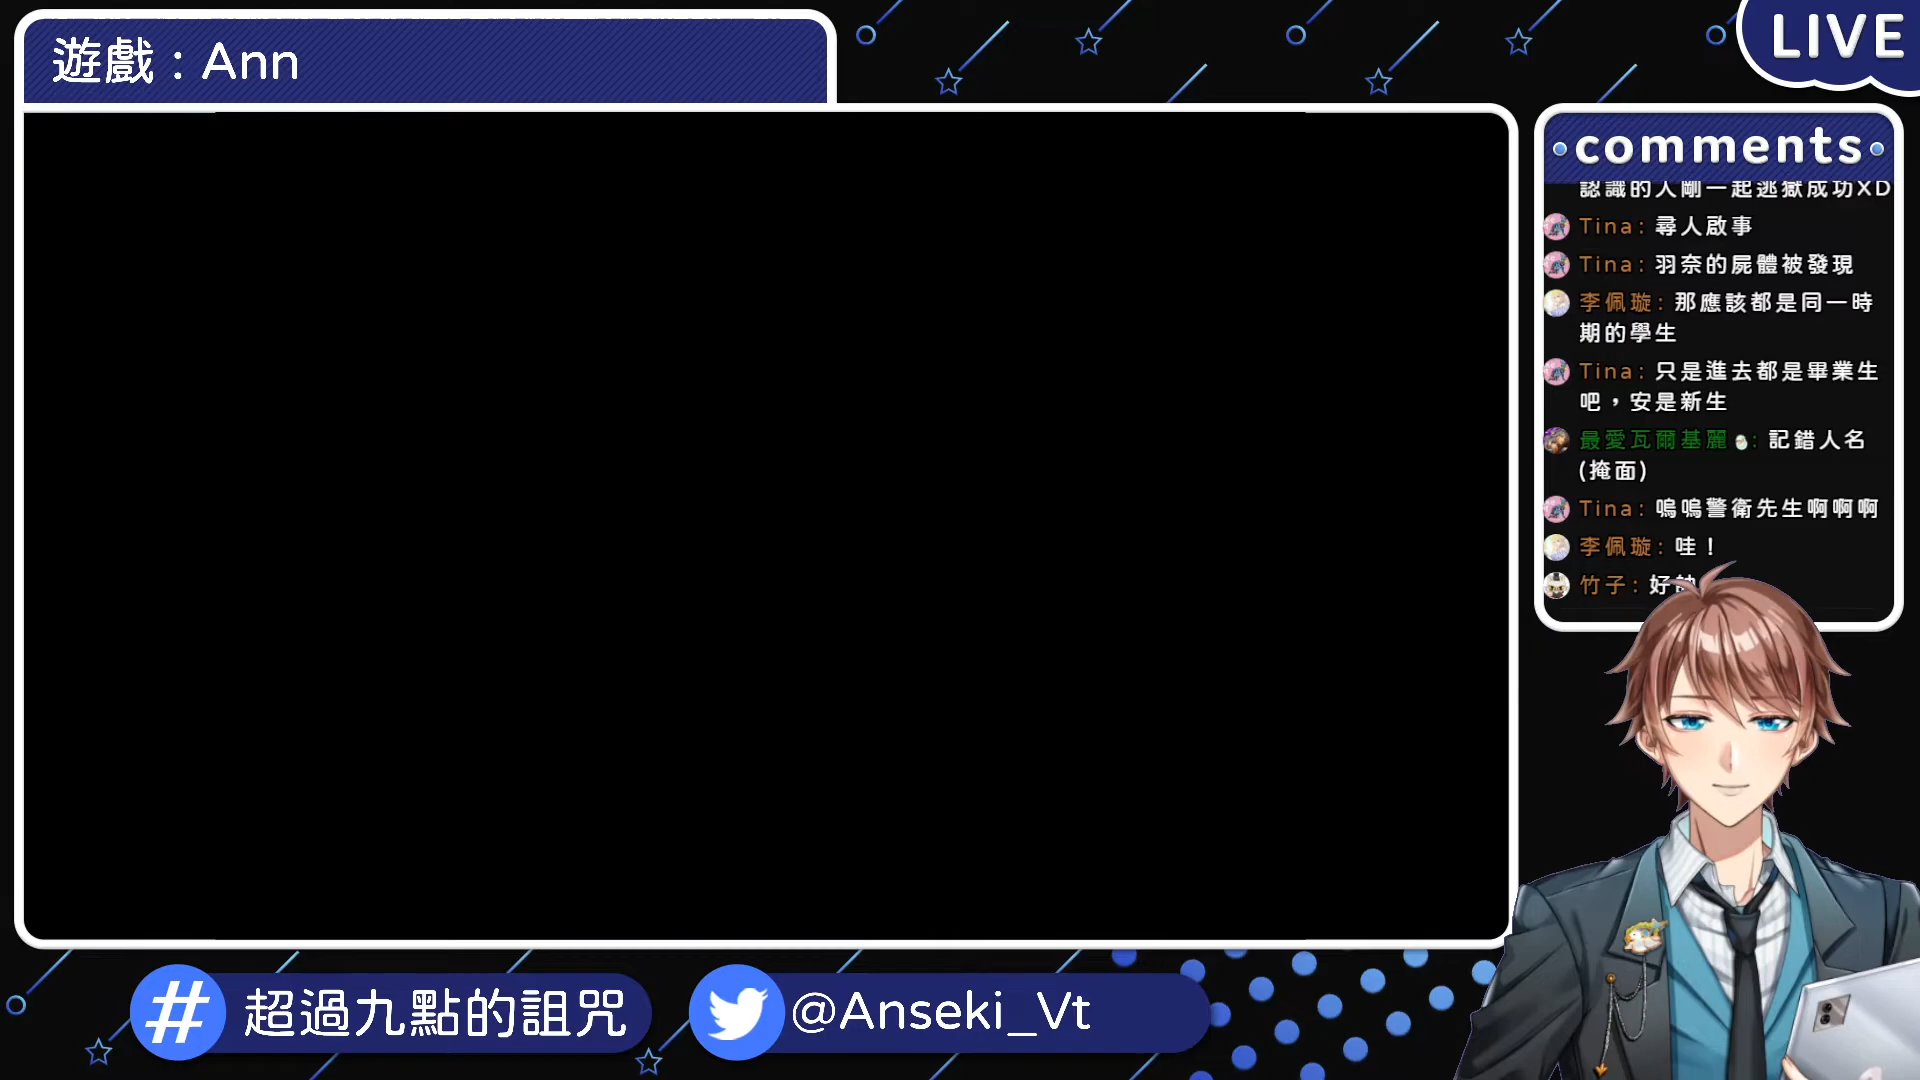 遊戲：Ann
LIVE
comments
認識的人剛一起逃獄成功XD
Tina: 尋人啟事
Tina: 羽奈的屍體被發現
李佩璇: 那應該都是同一時
期的學生
Tina: 只是進去都是畢業生
吧，安是新生
最愛瓦爾基麗: 記錯人名
(掩面)
Tina: 嗚嗚警衛先生啊啊啊
李佩璇: 哇！
竹子: 好
# 超過九點的詛咒
@Anseki_Vt